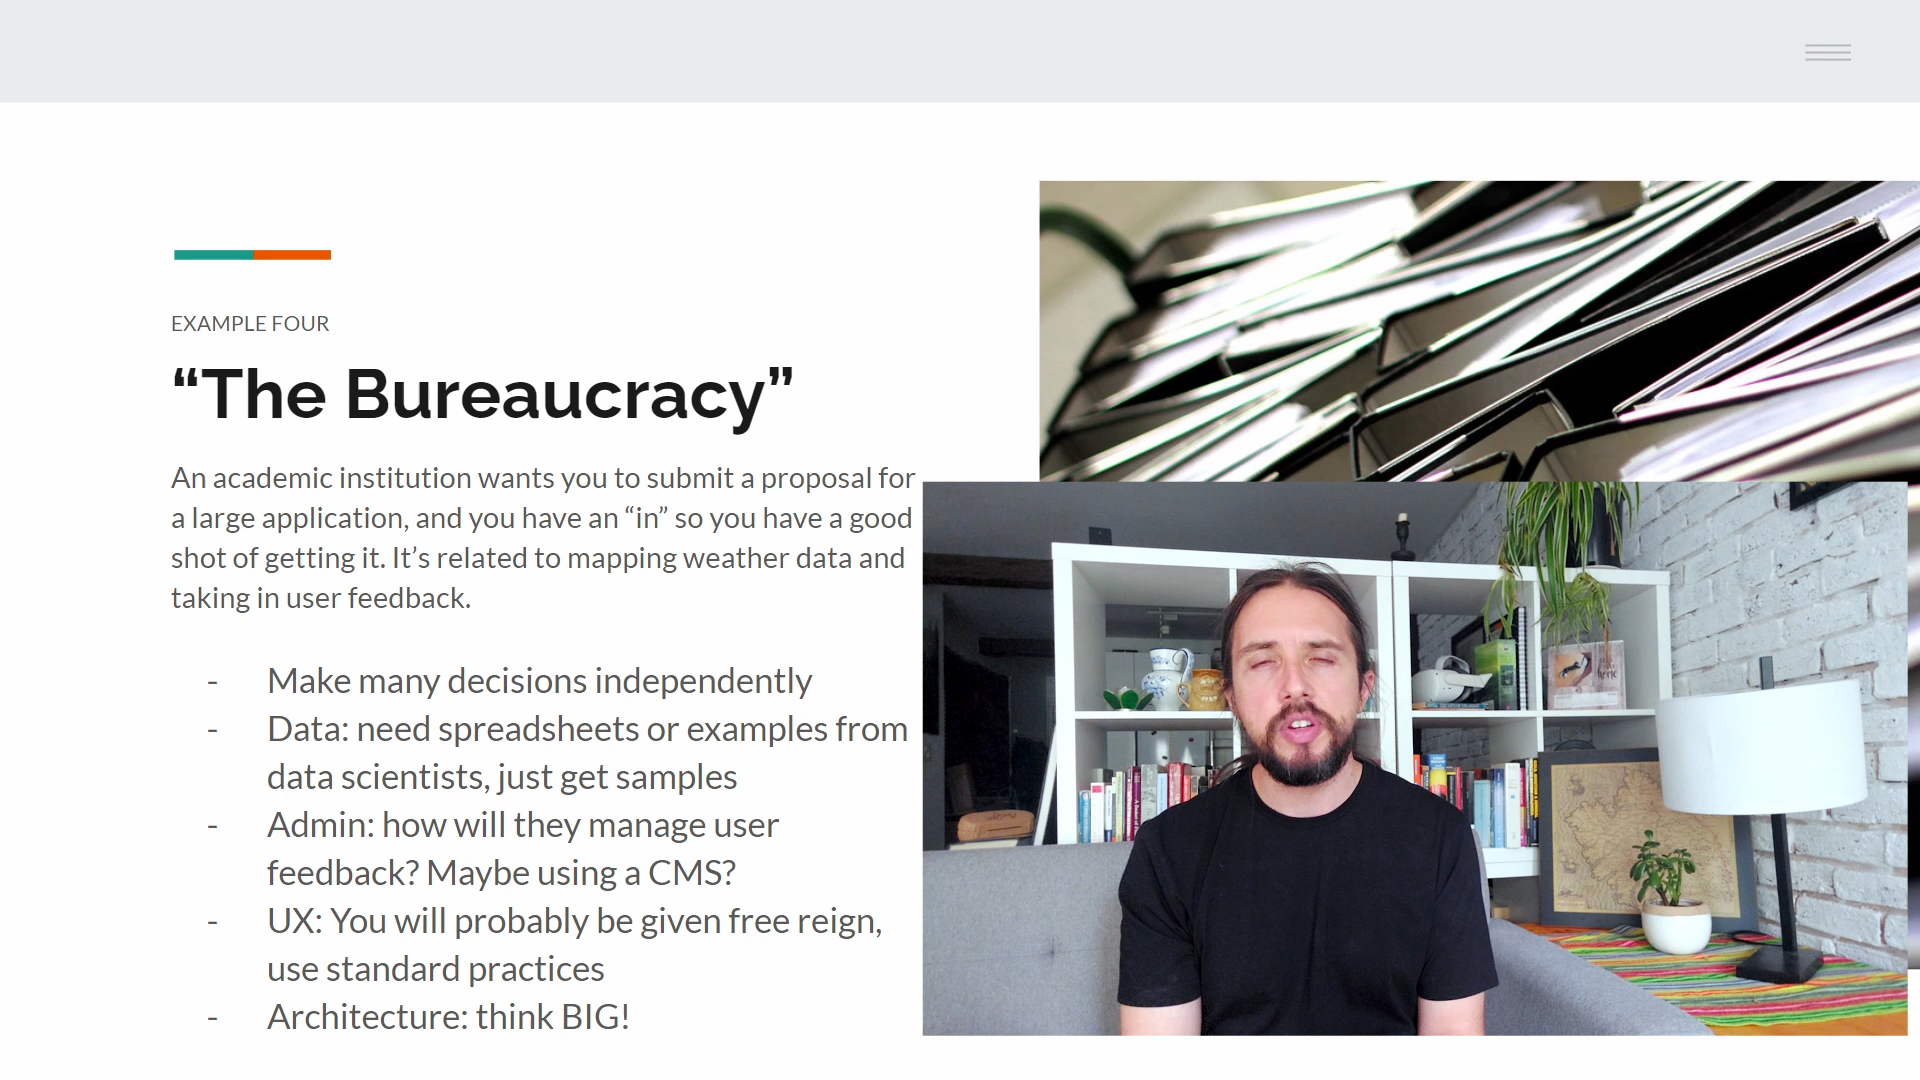 EXAMPLE FOUR
“The Bureaucracy”
An academic institution wants you to submit a proposal for
a large application, and you have an “in” so you have a good
shot of getting it. It’s related to mapping weather data and
taking in user feedback.
- Make many decisions independently
- Data: need spreadsheets or examples from
data scientists, just get samples
- Admin: how will they manage user
feedback? Maybe using a CMS?
- UX: You will probably be given free reign,
use standard practices
- Architecture: think BIG!